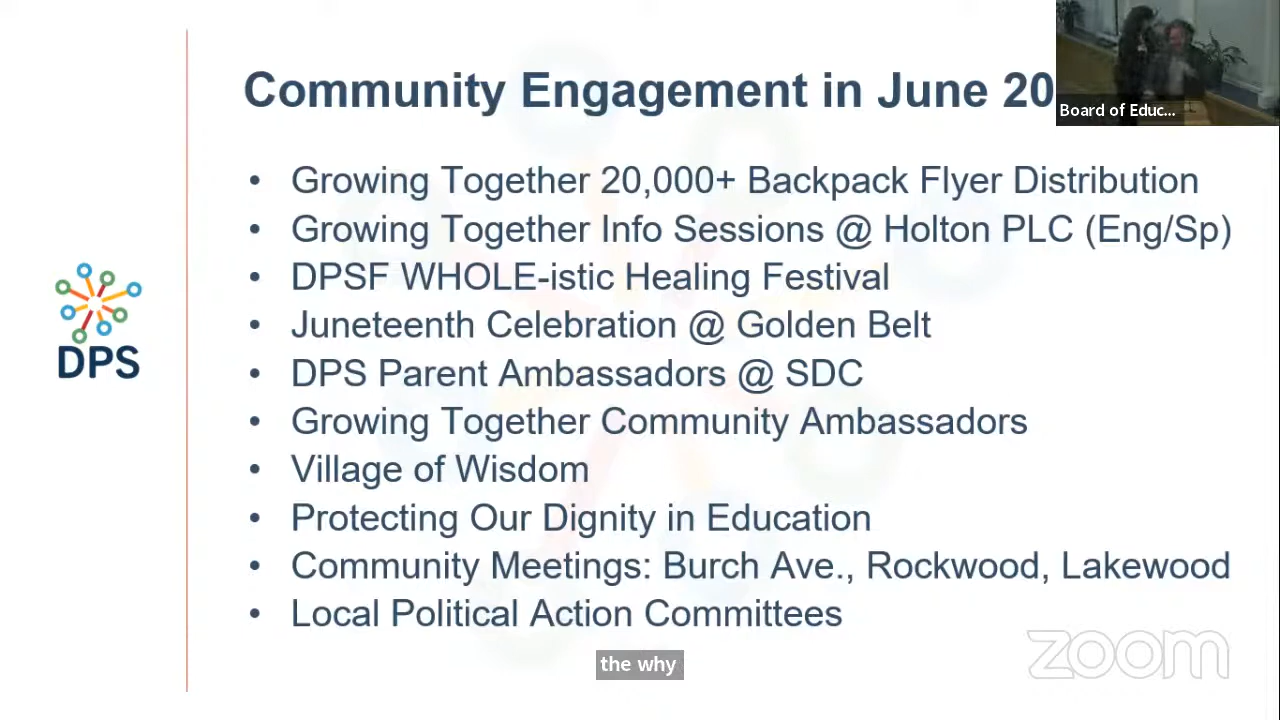 Community Engagement in June 20
Board of Educ...
• Growing Together 20,000+ Backpack Flyer Distribution
• Growing Together Info Sessions @ Holton PLC (Eng/Sp)
• DPSF WHOLE-istic Healing Festival
• Juneteenth Celebration @ Golden Belt
• DPS Parent Ambassadors @ SDC
• Growing Together Community Ambassadors
• Village of Wisdom
• Protecting Our Dignity in Education
• Community Meetings: Burch Ave., Rockwood, Lakewood
• Local Political Action Committees
DPS
the why
zoom